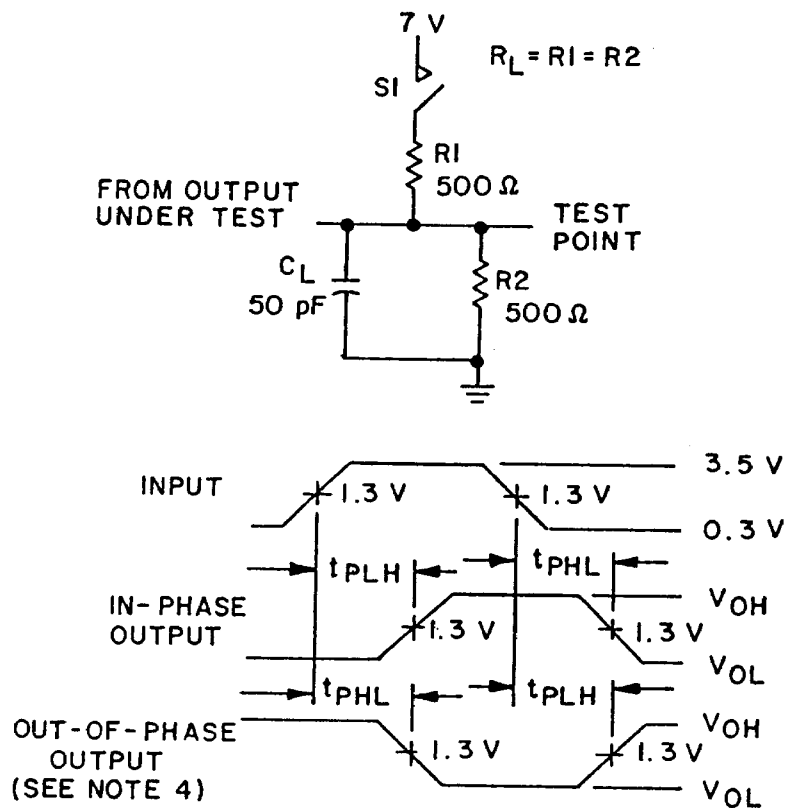 7 V
R_L = R1 = R2
S1
R1
500 Ω
FROM OUTPUT
UNDER TEST
TEST
POINT
C_L
50 pF
R2
500 Ω
INPUT
1.3 V
1.3 V
3.5 V
0.3 V
t_PLH
t_PHL
IN-PHASE
OUTPUT
1.3 V
1.3 V
V_OH
V_OL
t_PHL
t_PLH
OUT-OF-PHASE
OUTPUT
(SEE NOTE 4)
1.3 V
1.3 V
V_OH
V_OL